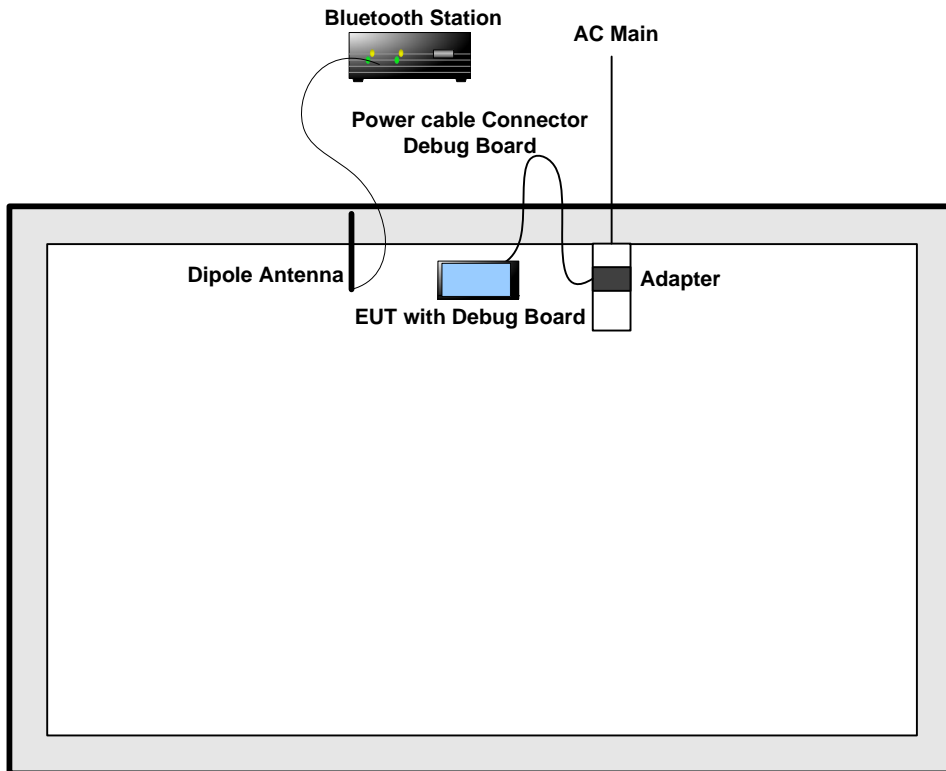 Bluetooth Station
AC Main
Power cable Connector
Debug Board
Dipole Antenna
Adapter
EUT with Debug Board